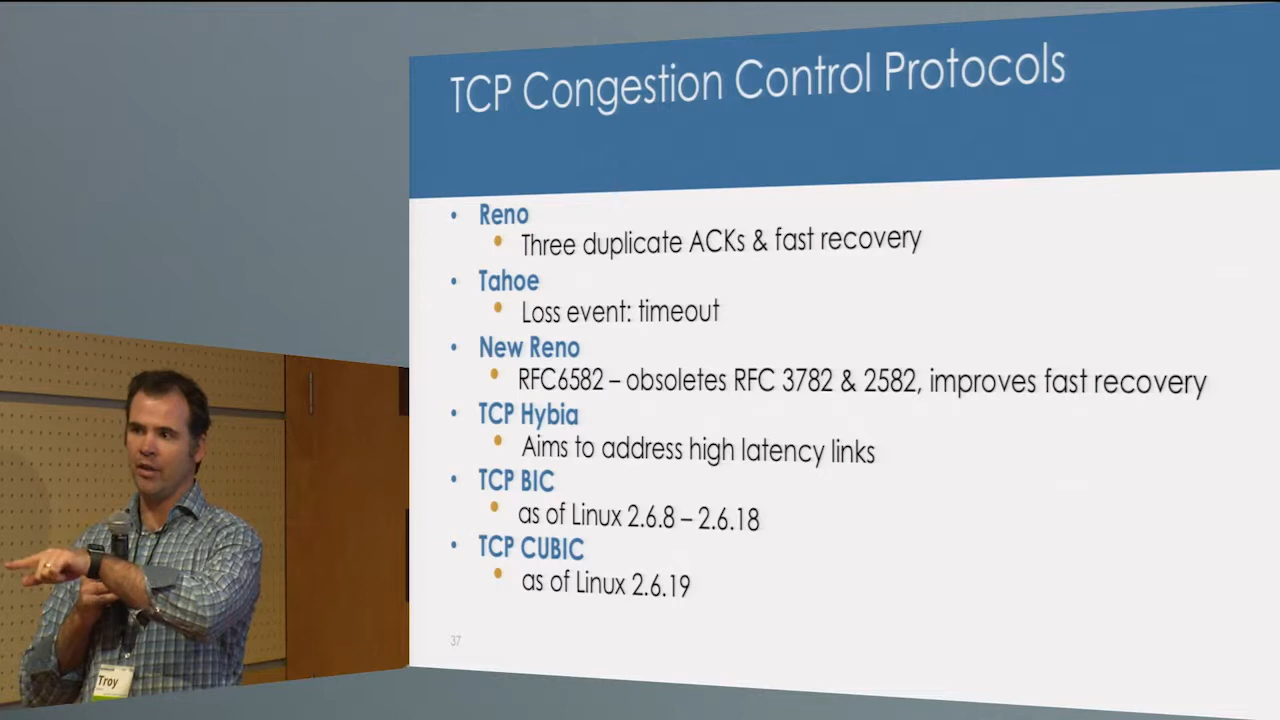 TCP Congestion Control Protocols
• Reno
• Three duplicate ACKs & fast recovery
• Tahoe
• Loss event: timeout
• New Reno
• RFC6582 – obsoletes RFC 3782 & 2582, improves fast recovery
• TCP Hybia
• Aims to address high latency links
• TCP BIC
• as of Linux 2.6.8 – 2.6.18
• TCP CUBIC
• as of Linux 2.6.19
37
Troy